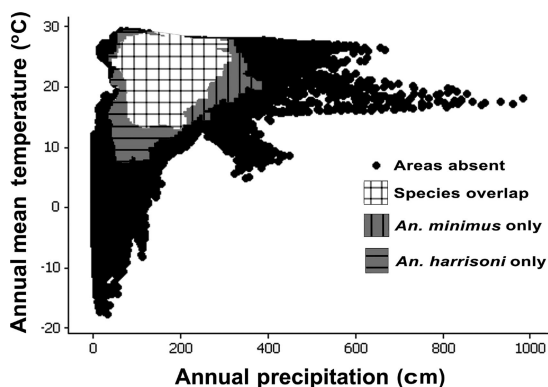 Annual mean temperature (°C)
30
20
10
0
-10
-20
Areas absent
Species overlap
An. minimus only
An. harrisoni only
0
200
400
600
800
1000
Annual precipitation (cm)